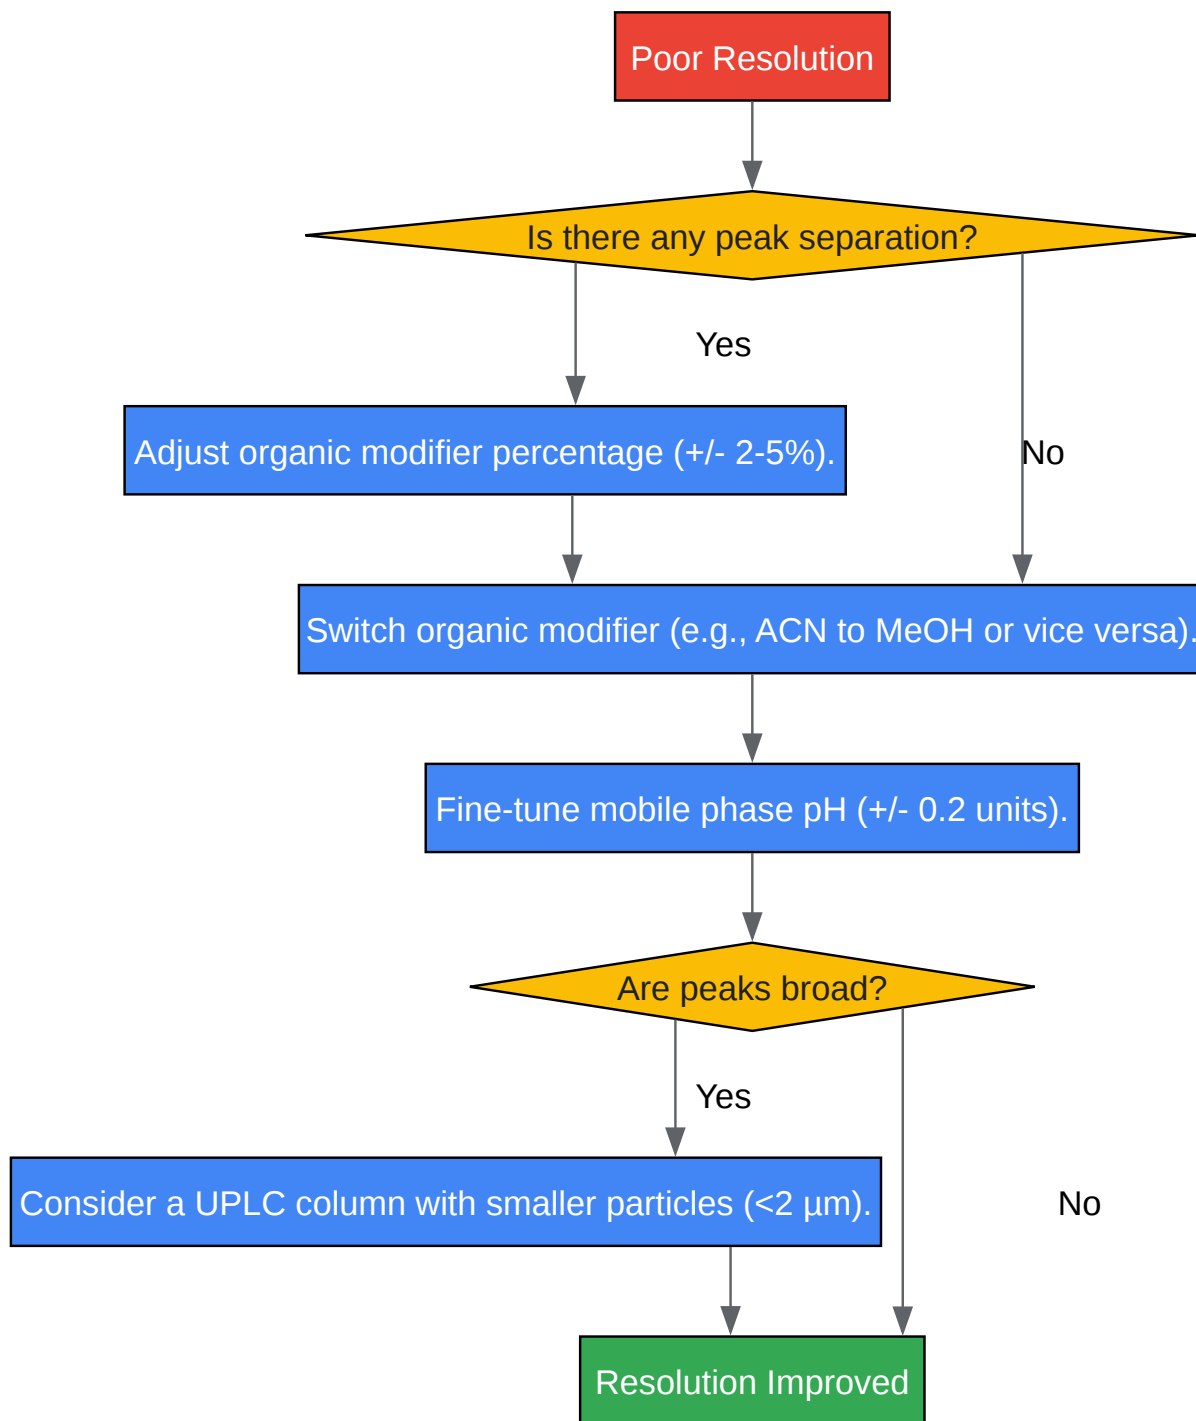 Poor Resolution
Is there any peak separation?
Yes
Adjust organic modifier percentage (+/- 2-5%).
No
Switch organic modifier (e.g., ACN to MeOH or vice versa).
Fine-tune mobile phase pH (+/- 0.2 units).
Are peaks broad?
Yes
Consider a UPLC column with smaller particles (<2 µm).
No
Resolution Improved